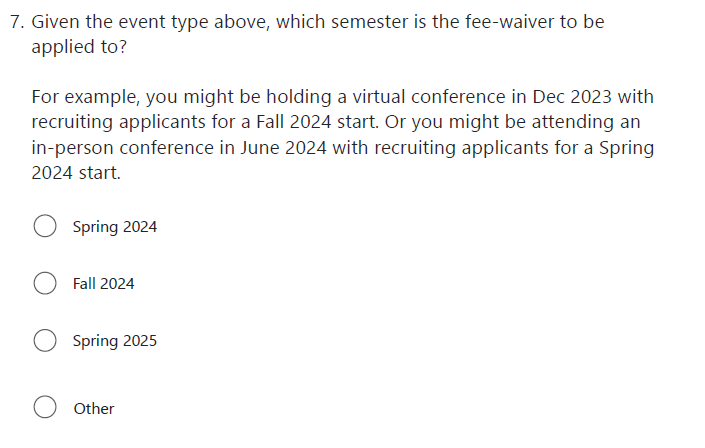 7. Given the event type above, which semester is the fee-waiver to be
applied to?
For example, you might be holding a virtual conference in Dec 2023 with
recruiting applicants for a Fall 2024 start. Or you might be attending an
in-person conference in June 2024 with recruiting applicants for a Spring
2024 start.
Spring 2024
Fall 2024
Spring 2025
Other